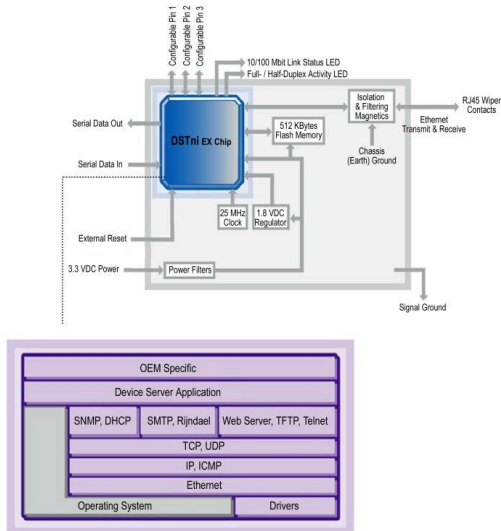 Configurable Pin 1
Configurable Pin 2
Configurable Pin 3
10/100 Mbit Link Status LED
Full- / Half-Duplex Activity LED
Serial Data Out
DSTni EX Chip
512 KBytes
Flash Memory
Isolation
& Filtering
Magnetics
RJ45 Wiper
Contacts
Ethernet
Transmit & Receive
Chassis
(Earth) Ground
Serial Data In
25 MHz
Clock
1.8 VDC
Regulator
External Reset
3.3 VDC Power
Power Filters
Signal Ground
OEM Specific
Device Server Application
SNMP, DHCP
SMTP, Rijndael
Web Server, TFTP, Telnet
TCP, UDP
IP, ICMP
Ethernet
Operating System
Drivers